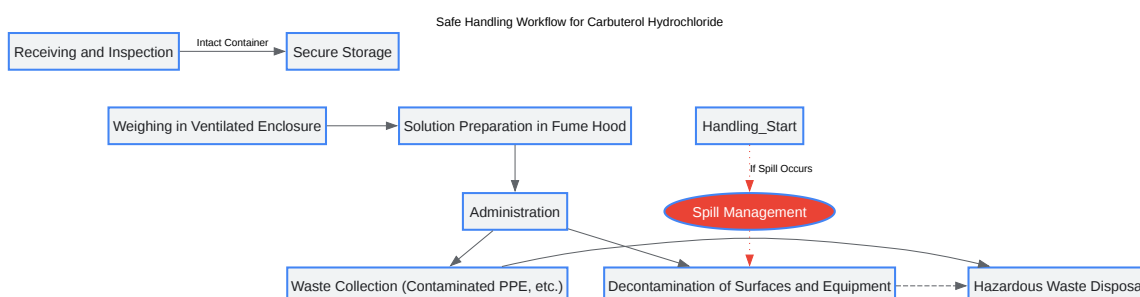 Safe Handling Workflow for Carbuterol Hydrochloride
Receiving and Inspection
Intact Container
Secure Storage
Weighing in Ventilated Enclosure
Solution Preparation in Fume Hood
Handling_Start
If Spill Occurs
Administration
Spill Management
Waste Collection (Contaminated PPE, etc.)
Decontamination of Surfaces and Equipment
Hazardous Waste Disposa